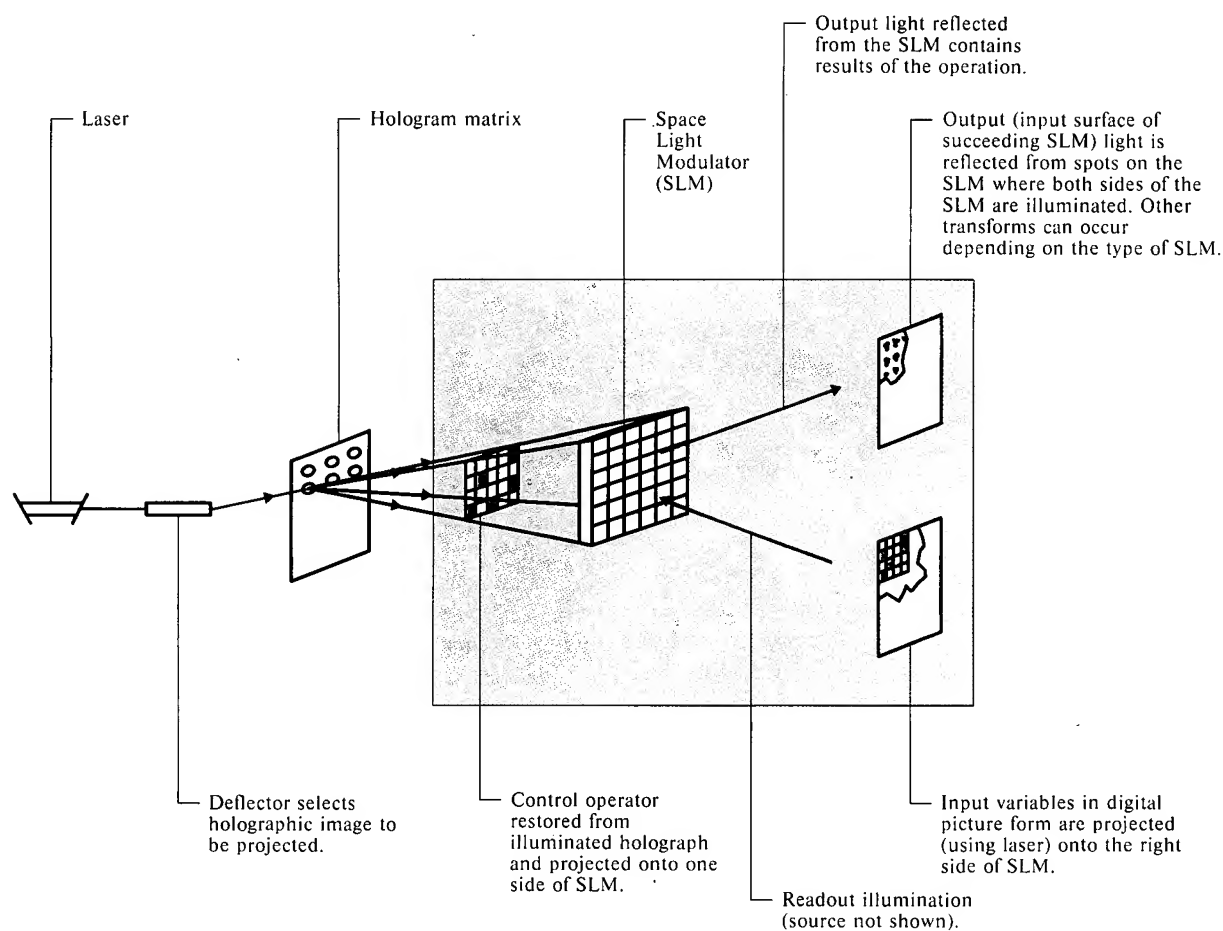 Output light reflected
from the SLM contains
results of the operation.
Laser
Hologram matrix
Space
Light
Modulator
(SLM)
Output (input surface of
succeeding SLM) light is
reflected from spots on the
SLM where both sides of the
SLM are illuminated. Other
transforms can occur
depending on the type of SLM.
Deflector selects
holographic image to
be projected.
Control operator
restored from
illuminated holograph
and projected onto one
side of SLM.
Input variables in digital
picture form are projected
(using laser) onto the right
side of SLM.
Readout illumination
(source not shown).